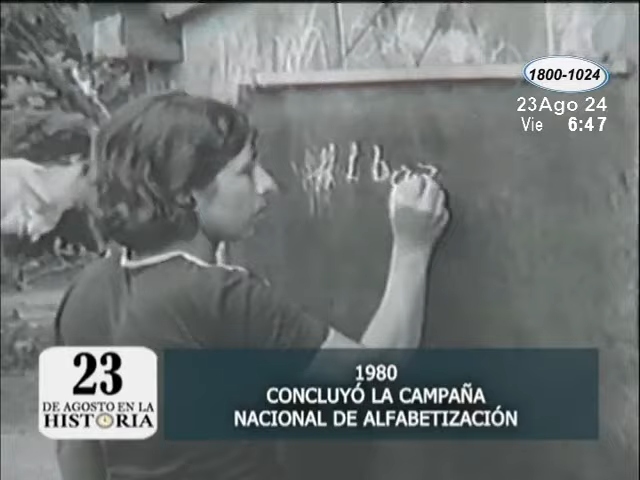 1800-1024
23Ago 24
Vie 6:47
23
DE AGOSTO EN LA
HISTORIA
1980
CONCLUYÓ LA CAMPAÑA
NACIONAL DE ALFABETIZACIÓN